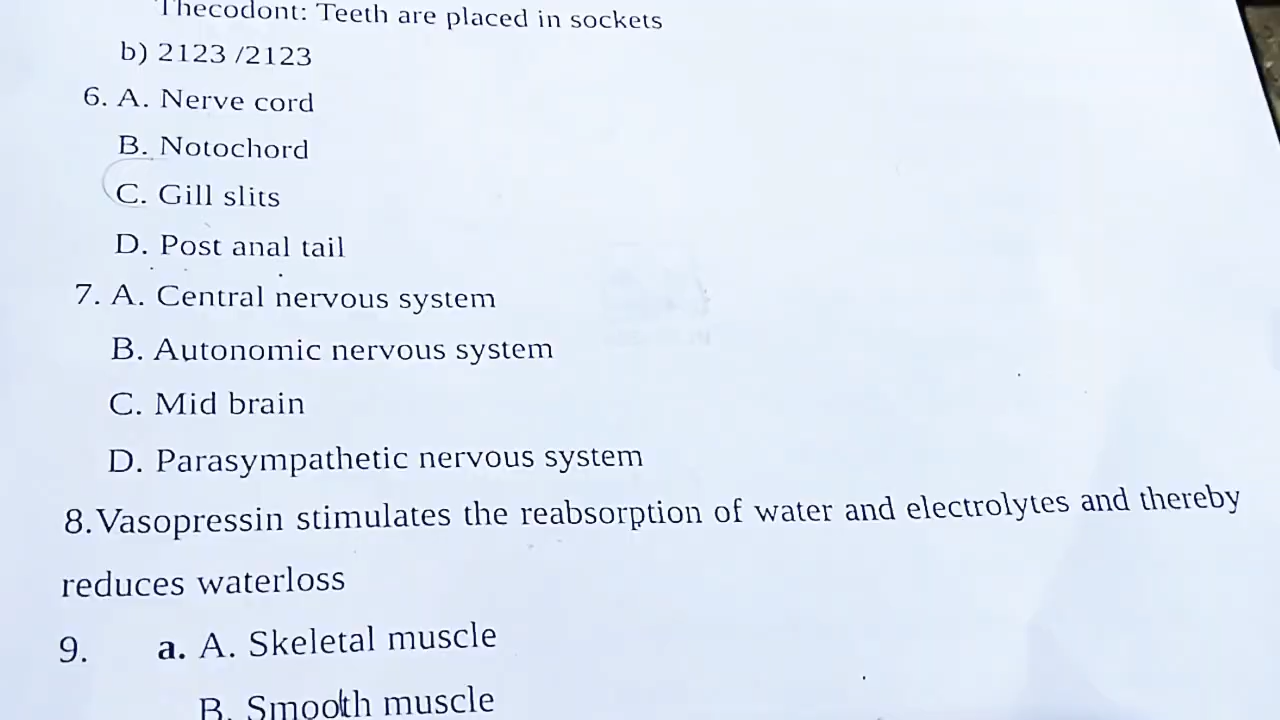 Thecodont: Teeth are placed in sockets
b) 2123 /2123
6. A. Nerve cord
B. Notochord
C. Gill slits
D. Post anal tail
7. A. Central nervous system
B. Autonomic nervous system
C. Mid brain
D. Parasympathetic nervous system
8.Vasopressin stimulates the reabsorption of water and electrolytes and thereby
reduces waterloss
9. a. A. Skeletal muscle
B. Smooth muscle